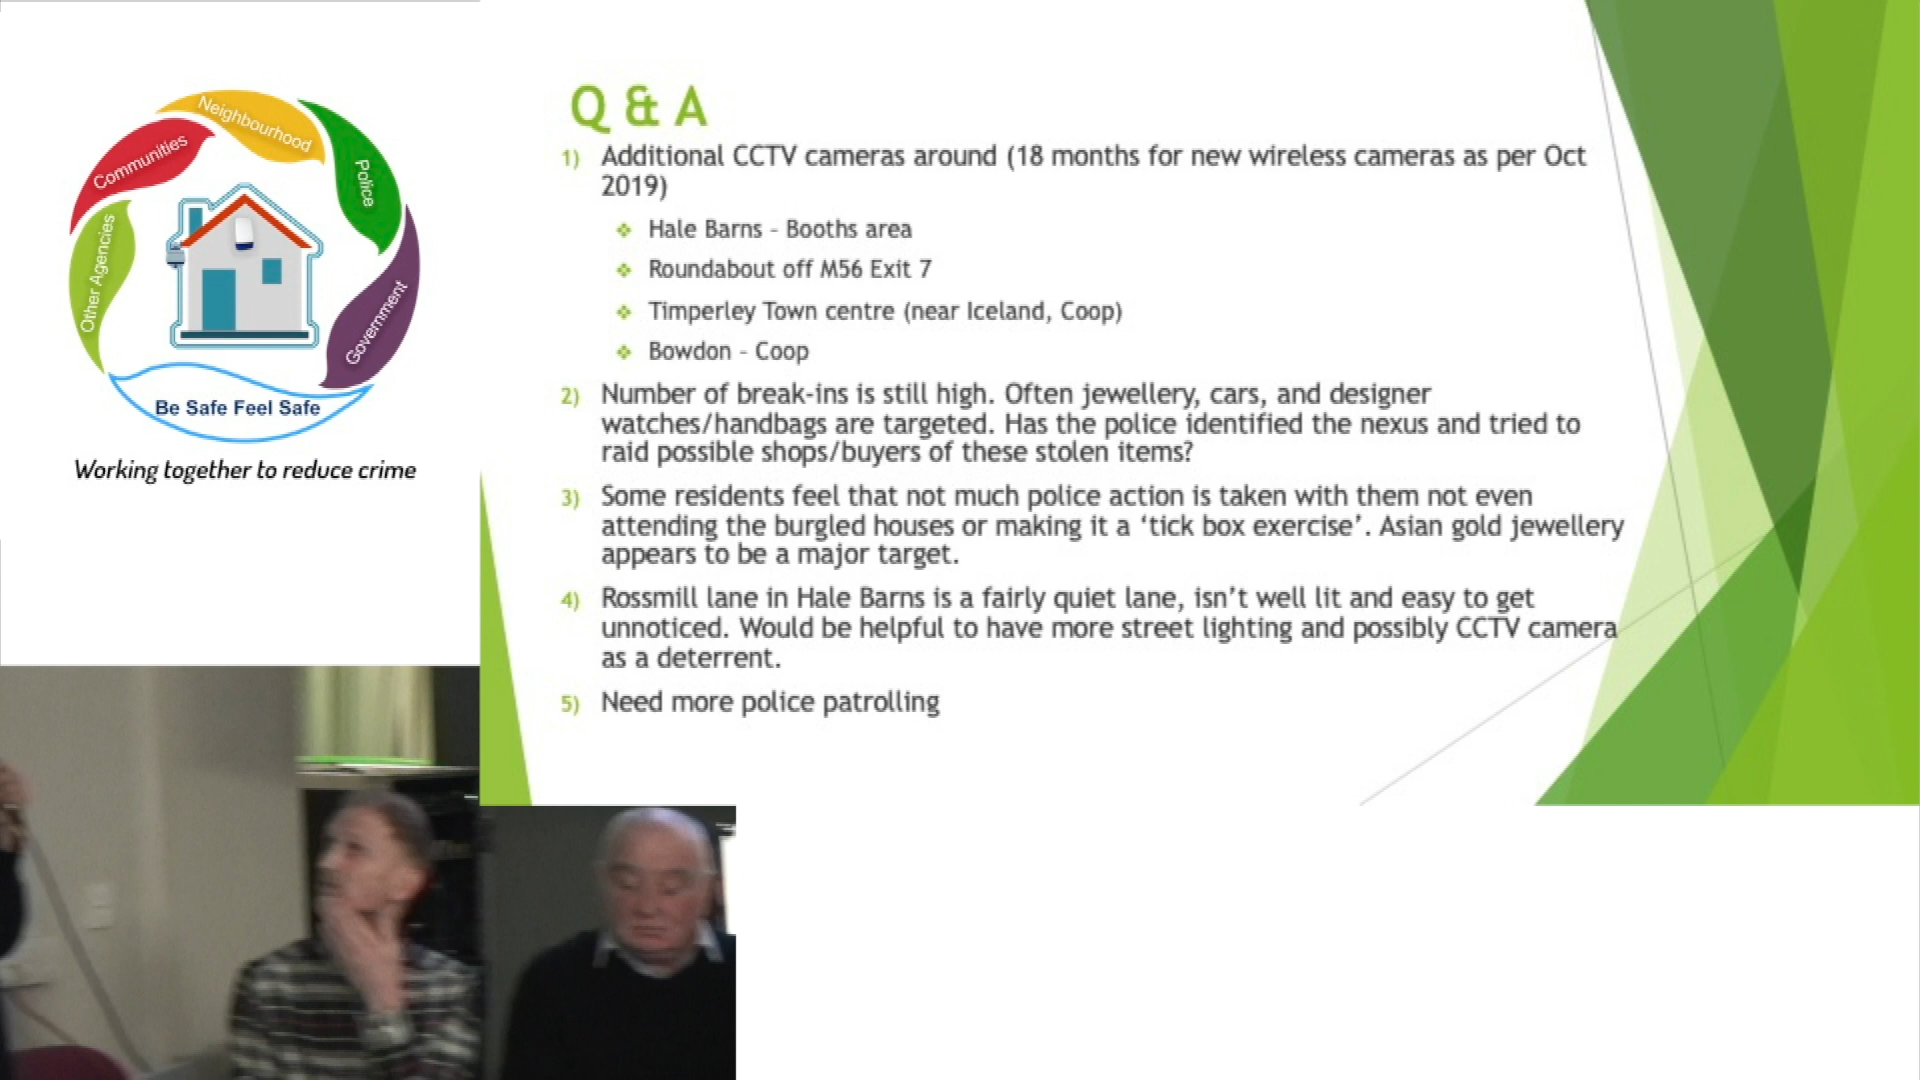 Neighbourhood
Communities
Police
Other Agencies
Government
Be Safe Feel Safe
Working together to reduce crime
Q & A
1) Additional CCTV cameras around (18 months for new wireless cameras as per Oct
2019)
❖ Hale Barns - Booths area
❖ Roundabout off M56 Exit 7
❖ Timperley Town centre (near Iceland, Coop)
❖ Bowdon - Coop
2) Number of break-ins is still high. Often jewellery, cars, and designer
watches/handbags are targeted. Has the police identified the nexus and tried to
raid possible shops/buyers of these stolen items?
3) Some residents feel that not much police action is taken with them not even
attending the burgled houses or making it a ‘tick box exercise’. Asian gold jewellery
appears to be a major target.
4) Rossmill lane in Hale Barns is a fairly quiet lane, isn’t well lit and easy to get
unnoticed. Would be helpful to have more street lighting and possibly CCTV camera
as a deterrent.
5) Need more police patrolling